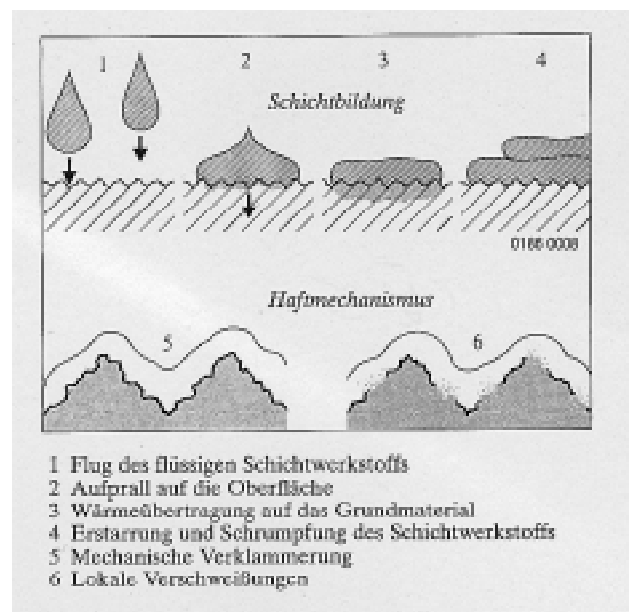 1 2 3 4
Schichtbildung
0186 0008
Haftmechanismus
5 6
1 Flug des flüssigen Schichtwerkstoffs
2 Aufprall auf die Oberfläche
3 Wärmeübertragung auf das Grundmaterial
4 Erstarrung und Schrumpfung des Schichtwerkstoffs
5 Mechanische Verklammerung
6 Lokale Verschweißungen